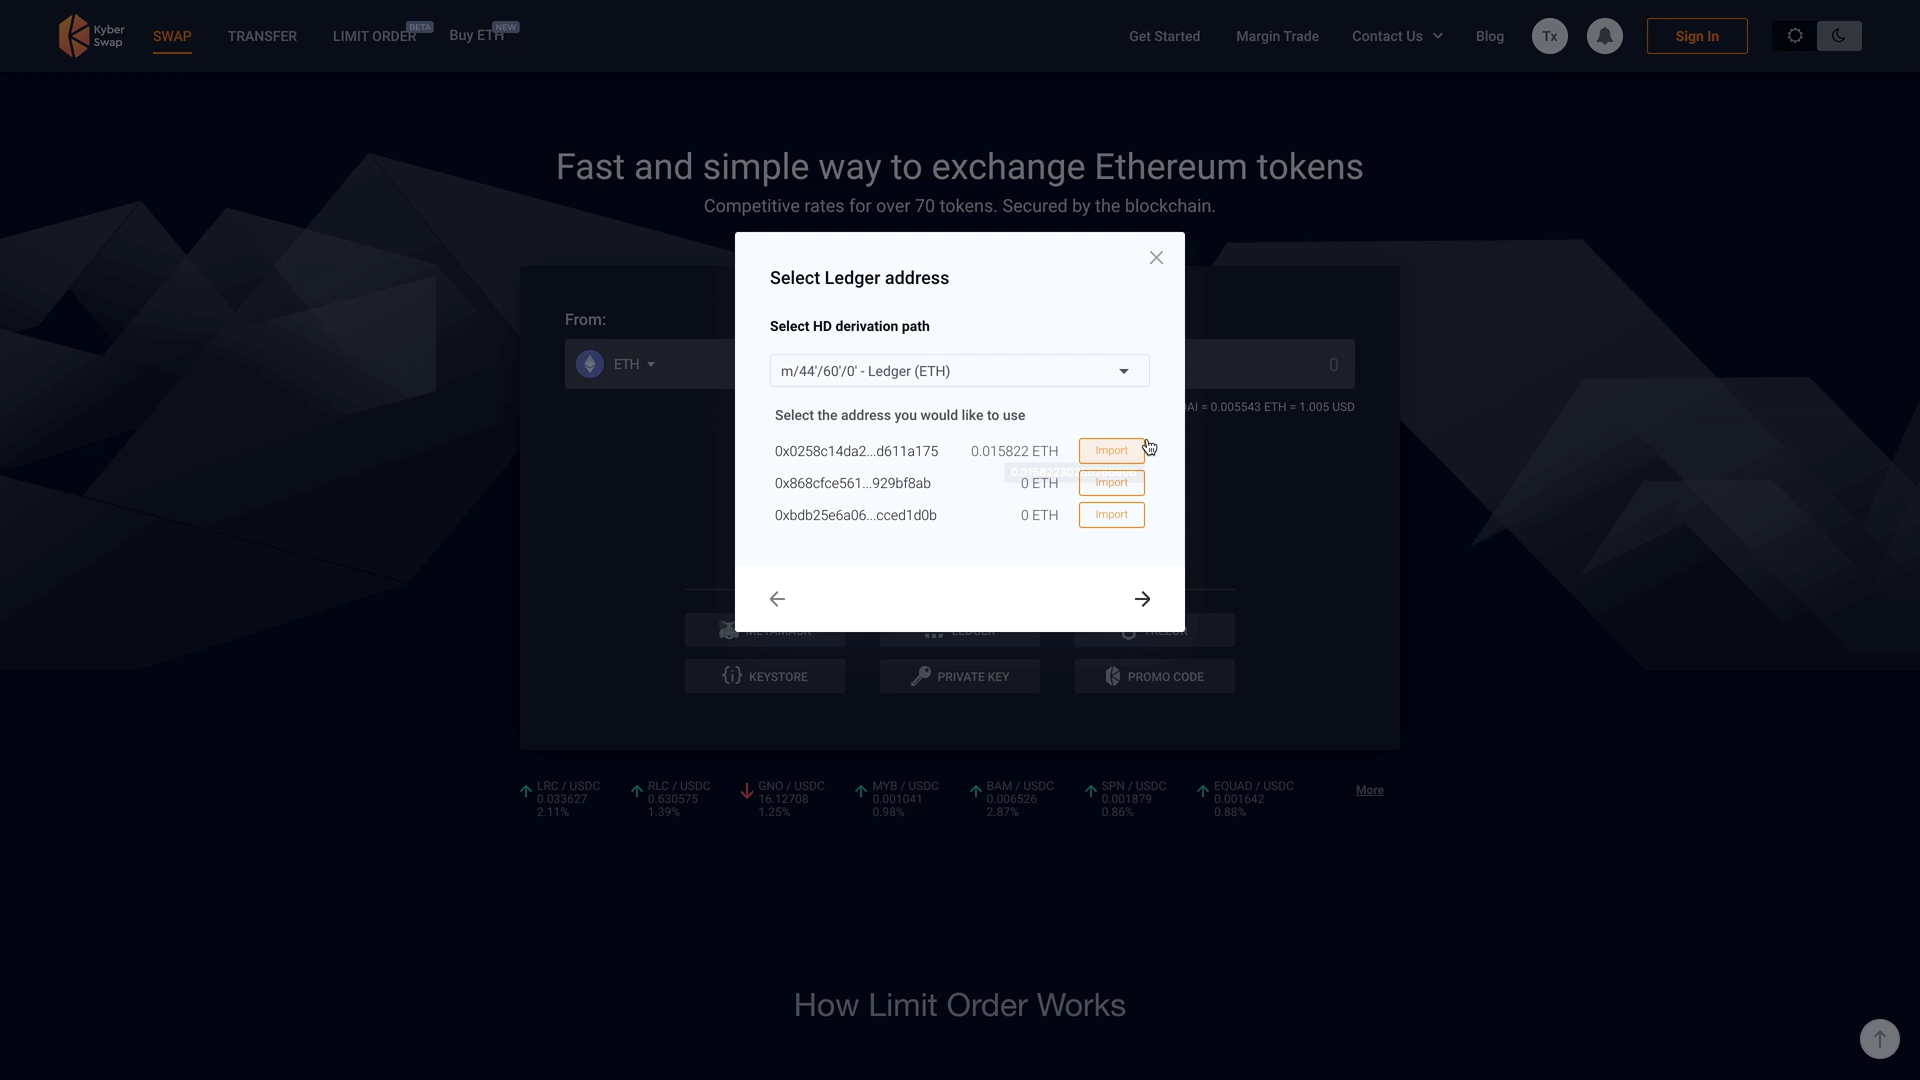 Kyber
Swap
SWAP
TRANSFER
LIMIT ORDER
BETA
Buy ETH
NEW
Get Started
Margin Trade
Contact Us
Blog
Tx
Sign In
Fast and simple way to exchange Ethereum tokens
Competitive rates for over 70 tokens. Secured by the blockchain.
Select Ledger address
From:
Select HD derivation path
ETH
0
m/44'/60'/0' - Ledger (ETH)
= 0.005543 ETH = 1.005 USD
Select the address you would like to use
0x0258c14da2...d611a175 0.015822 ETH Import
0x868cfce561...929bf8ab 0 ETH Import
0xbdb25e6a06...cced1d0b 0 ETH Import
METAMASK
LEDGER
TREZOR
KEYSTORE
PRIVATE KEY
PROMO CODE
LRC / USDC
0.033627
2.11%
RLC / USDC
0.630575
1.39%
GNO / USDC
16.12708
1.25%
MYB / USDC
0.001041
0.98%
BAM / USDC
0.006526
2.87%
SPN / USDC
0.001879
0.86%
EQUAD / USDC
0.001642
0.88%
More
How Limit Order Works